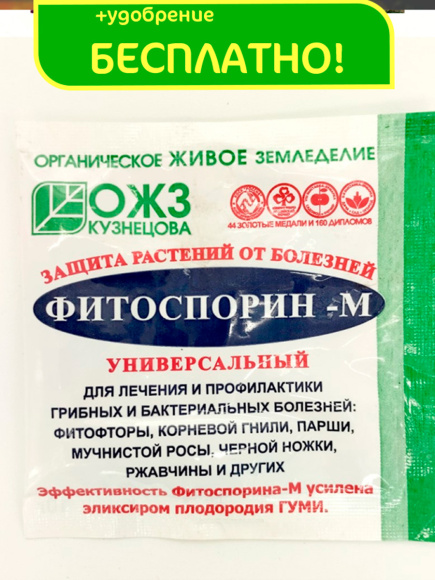 +удобрение
БЕСПЛАТНО!
ОРГАНИЧЕСКОЕ ЖИВОЕ ЗЕМЛЕДЕЛИЕ
ОЖЗ
КУЗНЕЦОВА
44 ЗОЛОТЫЕ МЕДАЛИ И 160 ДИПЛОМОВ
ЗАЩИТА РАСТЕНИЙ ОТ БОЛЕЗНЕЙ
ФИТОСПОРИН -М
УНИВЕРСАЛЬНЫЙ
ДЛЯ ЛЕЧЕНИЯ И ПРОФИЛАКТИКИ
ГРИБНЫХ И БАКТЕРИАЛЬНЫХ БОЛЕЗНЕЙ:
ФИТОФТОРЫ, КОРНЕВОЙ ГНИЛИ, ПАРШИ,
МУЧНИСТОЙ РОСЫ, ЧЕРНОЙ НОЖКИ,
РЖАВЧИНЫ И ДРУГИХ
Эффективность Фитоспорина-М усилена
эликсиром плодородия ГУМИ.